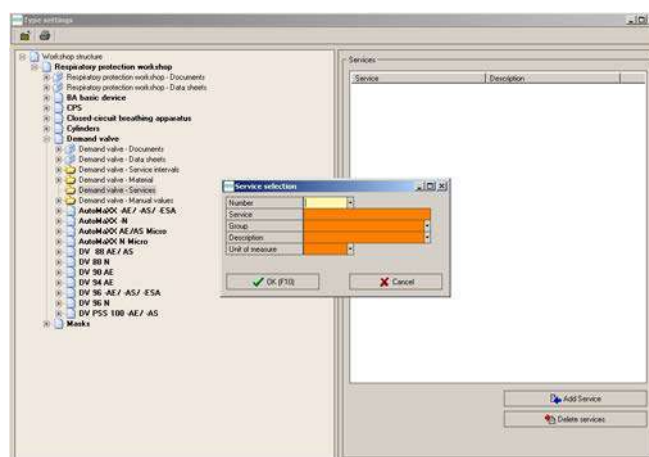 Type settings
Workshop structure
Respiratory protection workshop
Respiratory protection workshop - Documents
Respiratory protection workshop - Data sheets
BA basic device
CPS
Closed-circuit breathing apparatus
Cylinders
Demand valve
Demand valve - Documents
Demand valve - Data sheets
Demand valve - Service intervals
Demand valve - Material
Demand valve - Services
Demand valve - Manual values
AutoMaXX -AE/ -AS/ -ESA
AutoMaXX -N
AutoMaXX AE/AS Micro
AutoMaXX N Micro
DV 88 AE/ AS
DV 80 N
DV 90 AE
DV 94 AE
DV 96 -AE/ -AS/ -ESA
DV 96 N
DV PSS 100 -AE/ -AS
Masks
Services
Service Description
Service selection
Number
Service
Group
Description
Unit of measure
OK (F10) Cancel
Add Service
Delete services